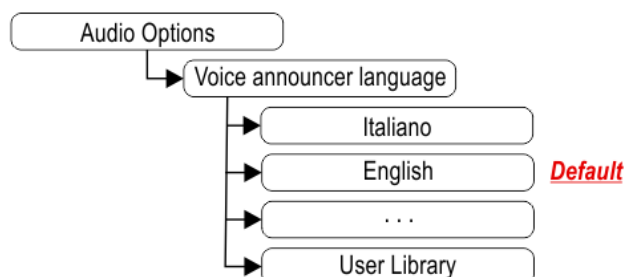 Audio Options
Voice announcer language
Italiano
English Default
. . .
User Library